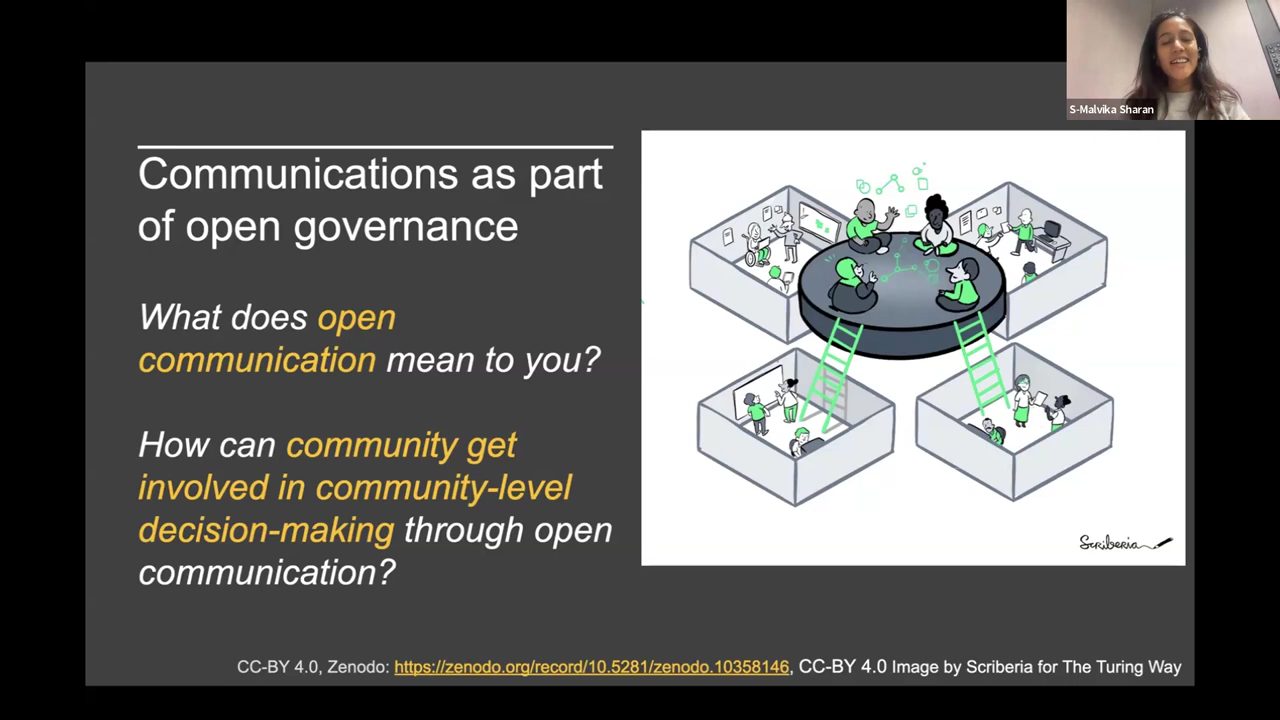 S-Malvika Sharan
Communications as part
of open governance
What does open
communication mean to you?
How can community get
involved in community-level
decision-making through open
communication?
Scriberia
CC-BY 4.0, Zenodo: https://zenodo.org/record/10.5281/zenodo.10358146, CC-BY 4.0 Image by Scriberia for The Turing Way